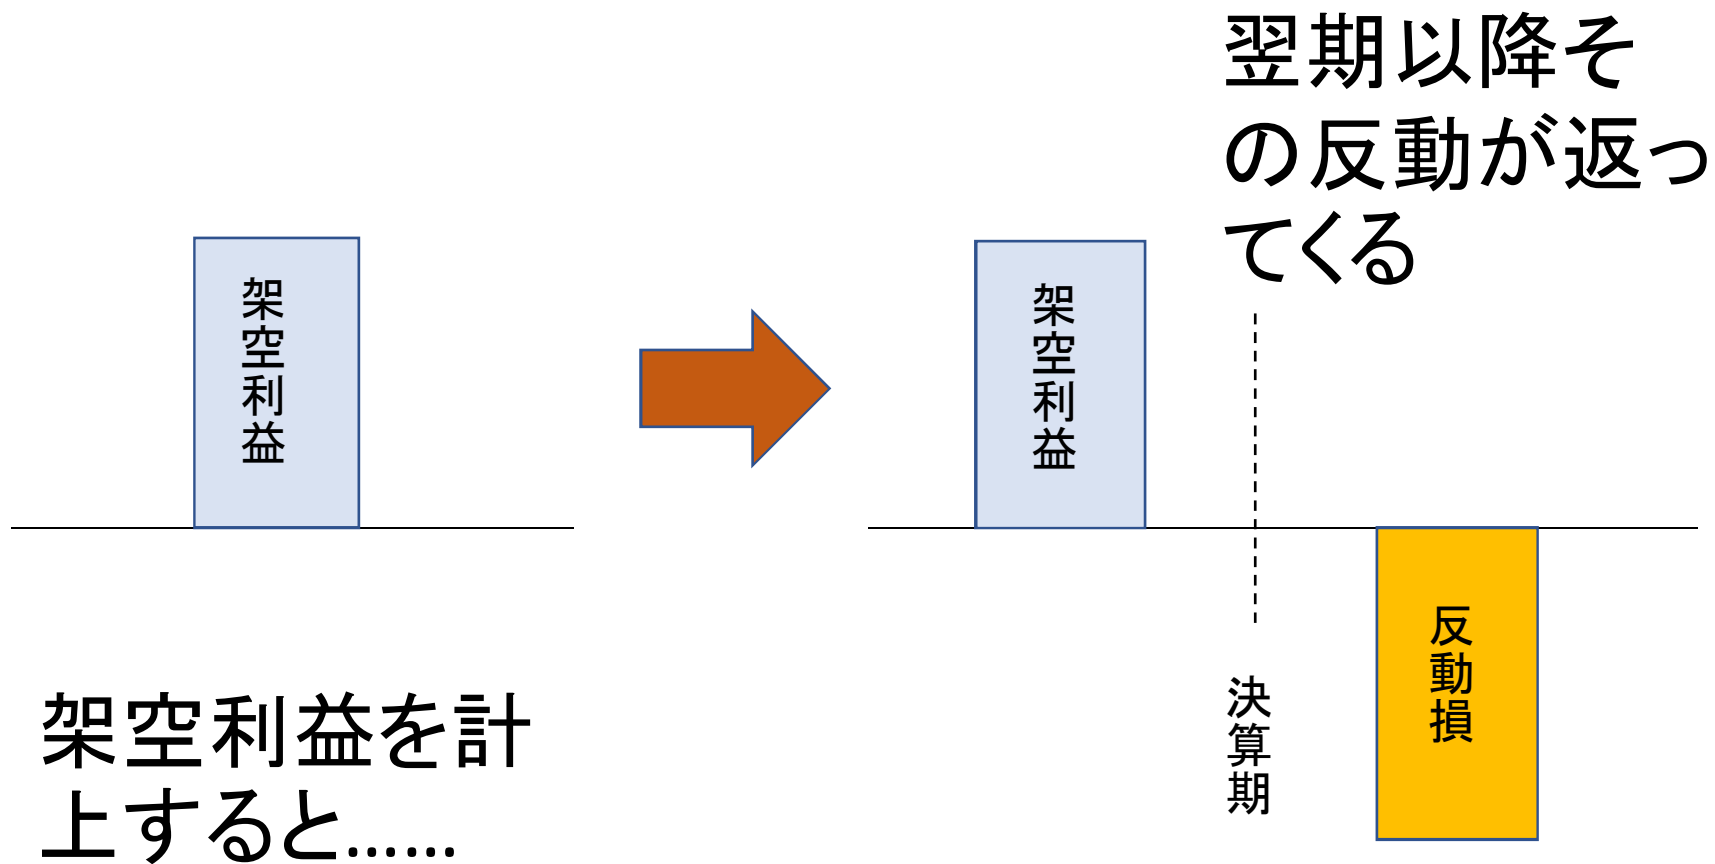 翌期以降そ
の反動が返っ
てくる
架空利益
架空利益
反動損
決算期
架空利益を計
上すると……